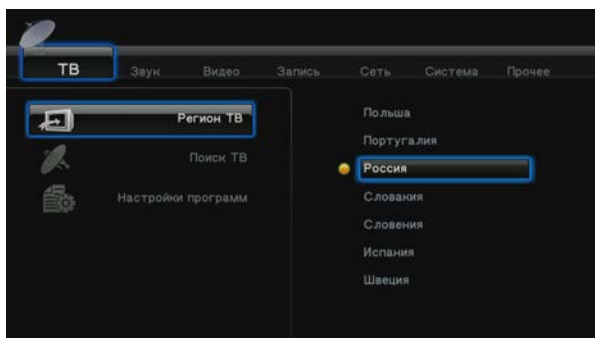 ТВ Звук Видео Запись Сеть Система Прочее
Регион ТВ
Поиск ТВ
Настройки программ
Польша
Португалия
Россия
Словакия
Словения
Испания
Швеция